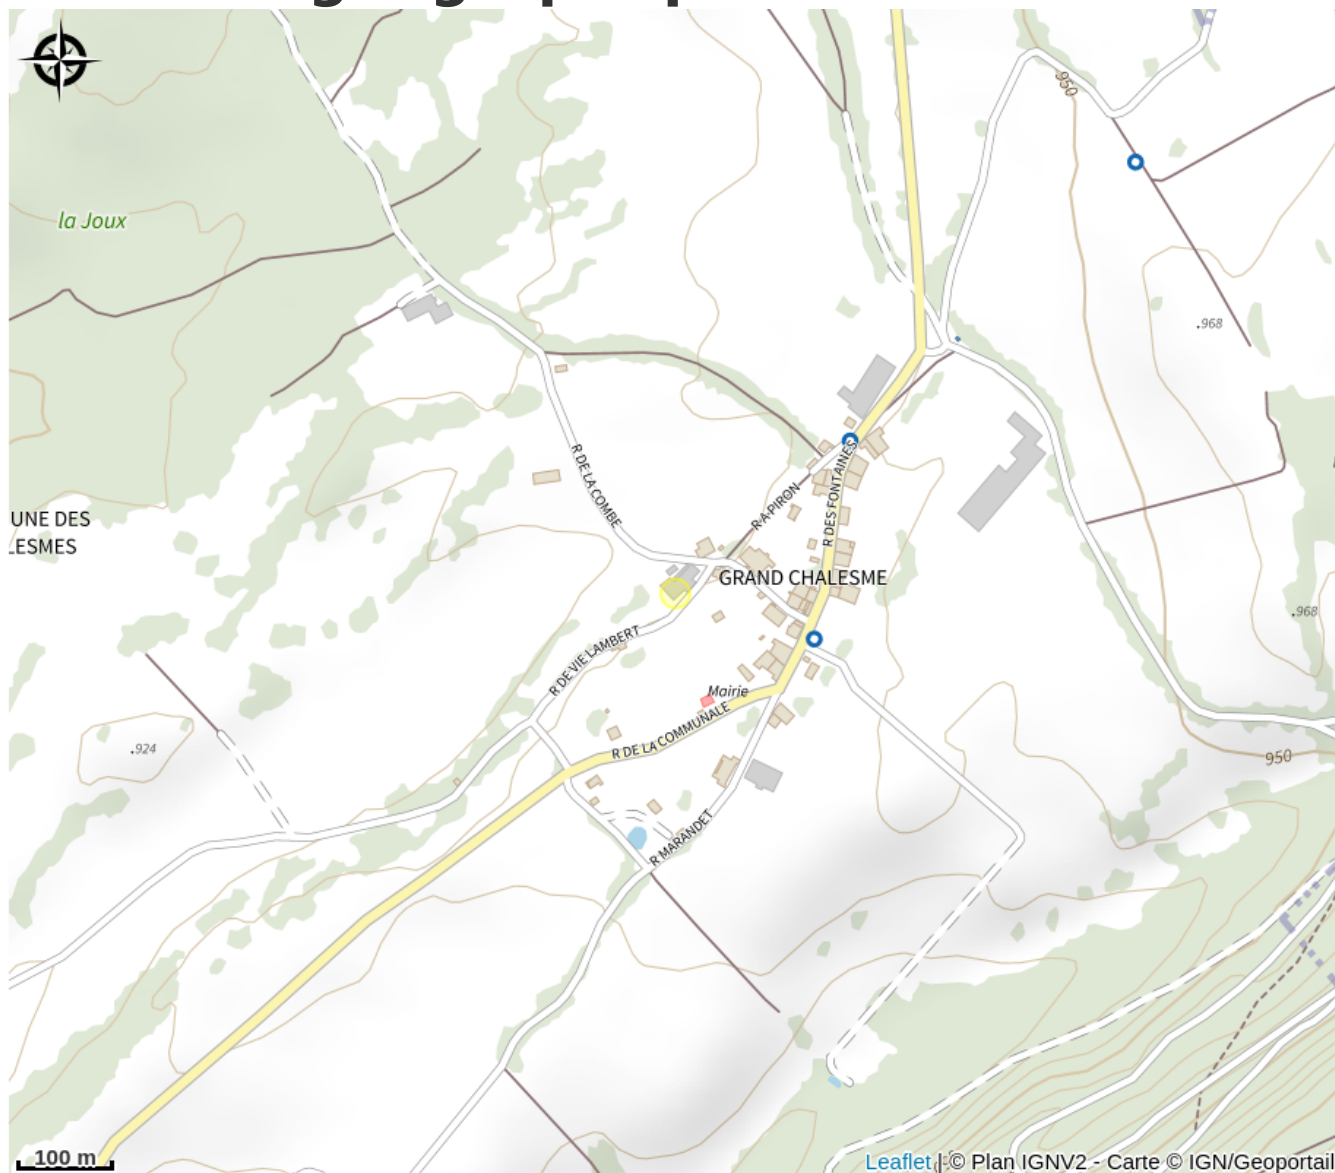 950
la Joux
.968
R DE LA COMBE
R DES FONTAINES
R A PIRON
UNE DES
LESMES
GRAND CHALESME
.968
R DE VIE LAMBERT
Mairie
R DE LA COMMUNALE
.924
950
R MARANDET
100 m
Leaflet | © Plan IGNV2 - Carte © IGN/Geoportail